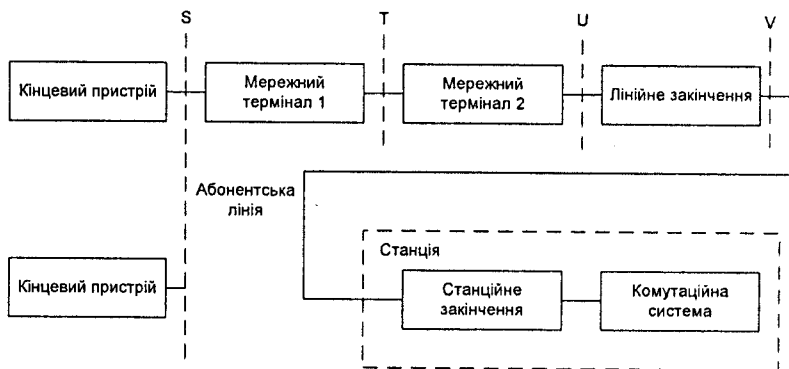 S T U V
Кінцевий пристрій
Мережний
термінал 1
Мережний
термінал 2
Лінійне закінчення
Абонентська
лінія
Кінцевий пристрій
Станція
Станційне
закінчення
Комутаційна
система